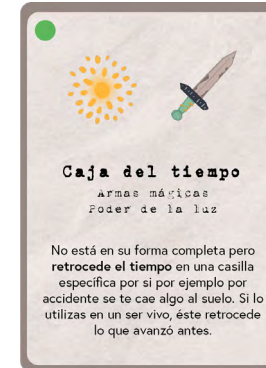 Caja del tiempo
Armas mágicas
Poder de la luz
No está en su forma completa pero
retrocede el tiempo en una casilla
específica por si por ejemplo por
accidente se te cae algo al suelo. Si lo
utilizas en un ser vivo, éste retrocede
lo que avanzó antes.